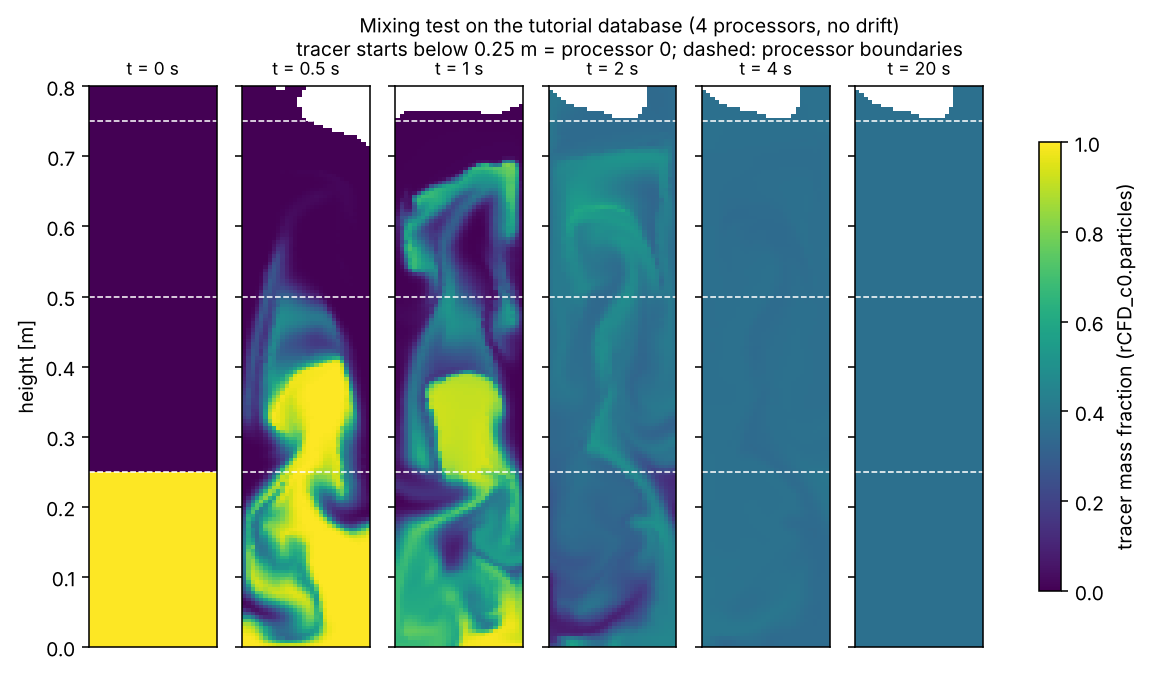 Mixing test on the tutorial database (4 processors, no drift)
tracer starts below 0.25 m = processor 0; dashed: processor boundaries
t = 0 s
t = 0.5 s
t = 1 s
t = 2 s
t = 4 s
t = 20 s
height [m]
0.8
0.7
0.6
0.5
0.4
0.3
0.2
0.1
0.0
1.0
0.8
0.6
0.4
0.2
0.0
tracer mass fraction (rCFD_c0.particles)